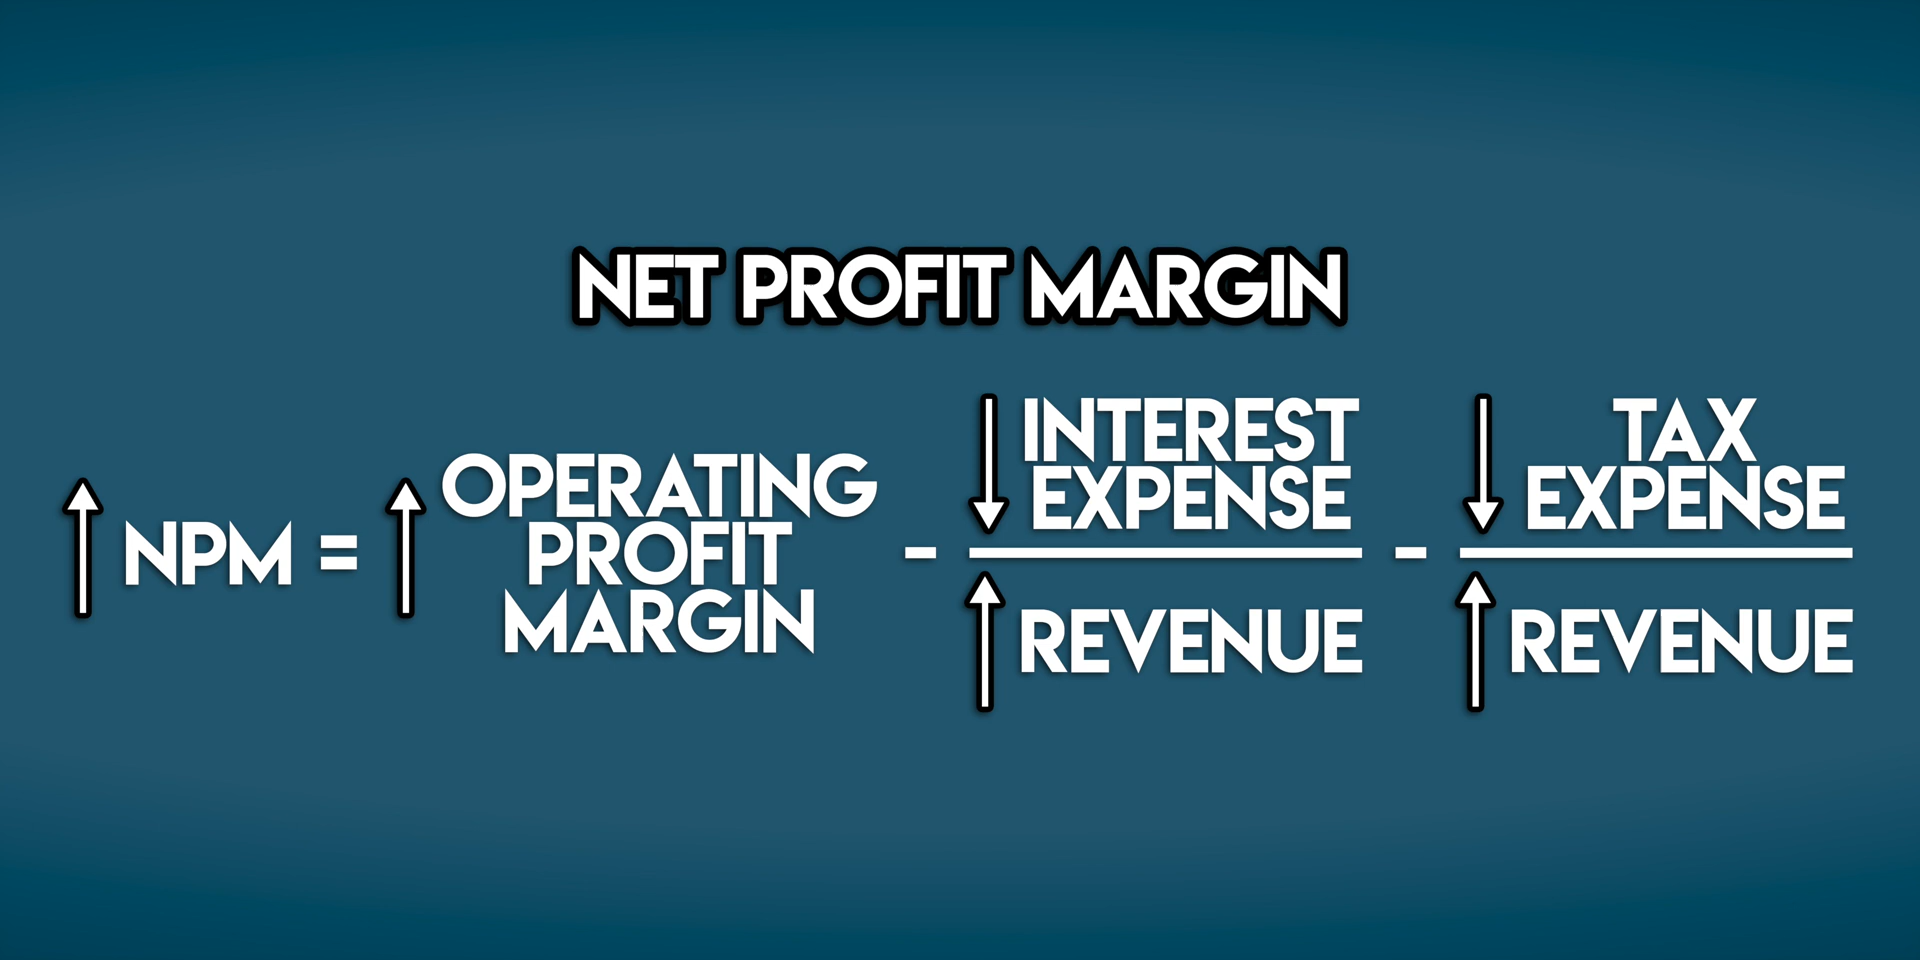 NET PROFIT MARGIN
↑ NPM = ↑ OPERATING PROFIT MARGIN - ↓ INTEREST EXPENSE / ↑ REVENUE - ↓ TAX EXPENSE / ↑ REVENUE